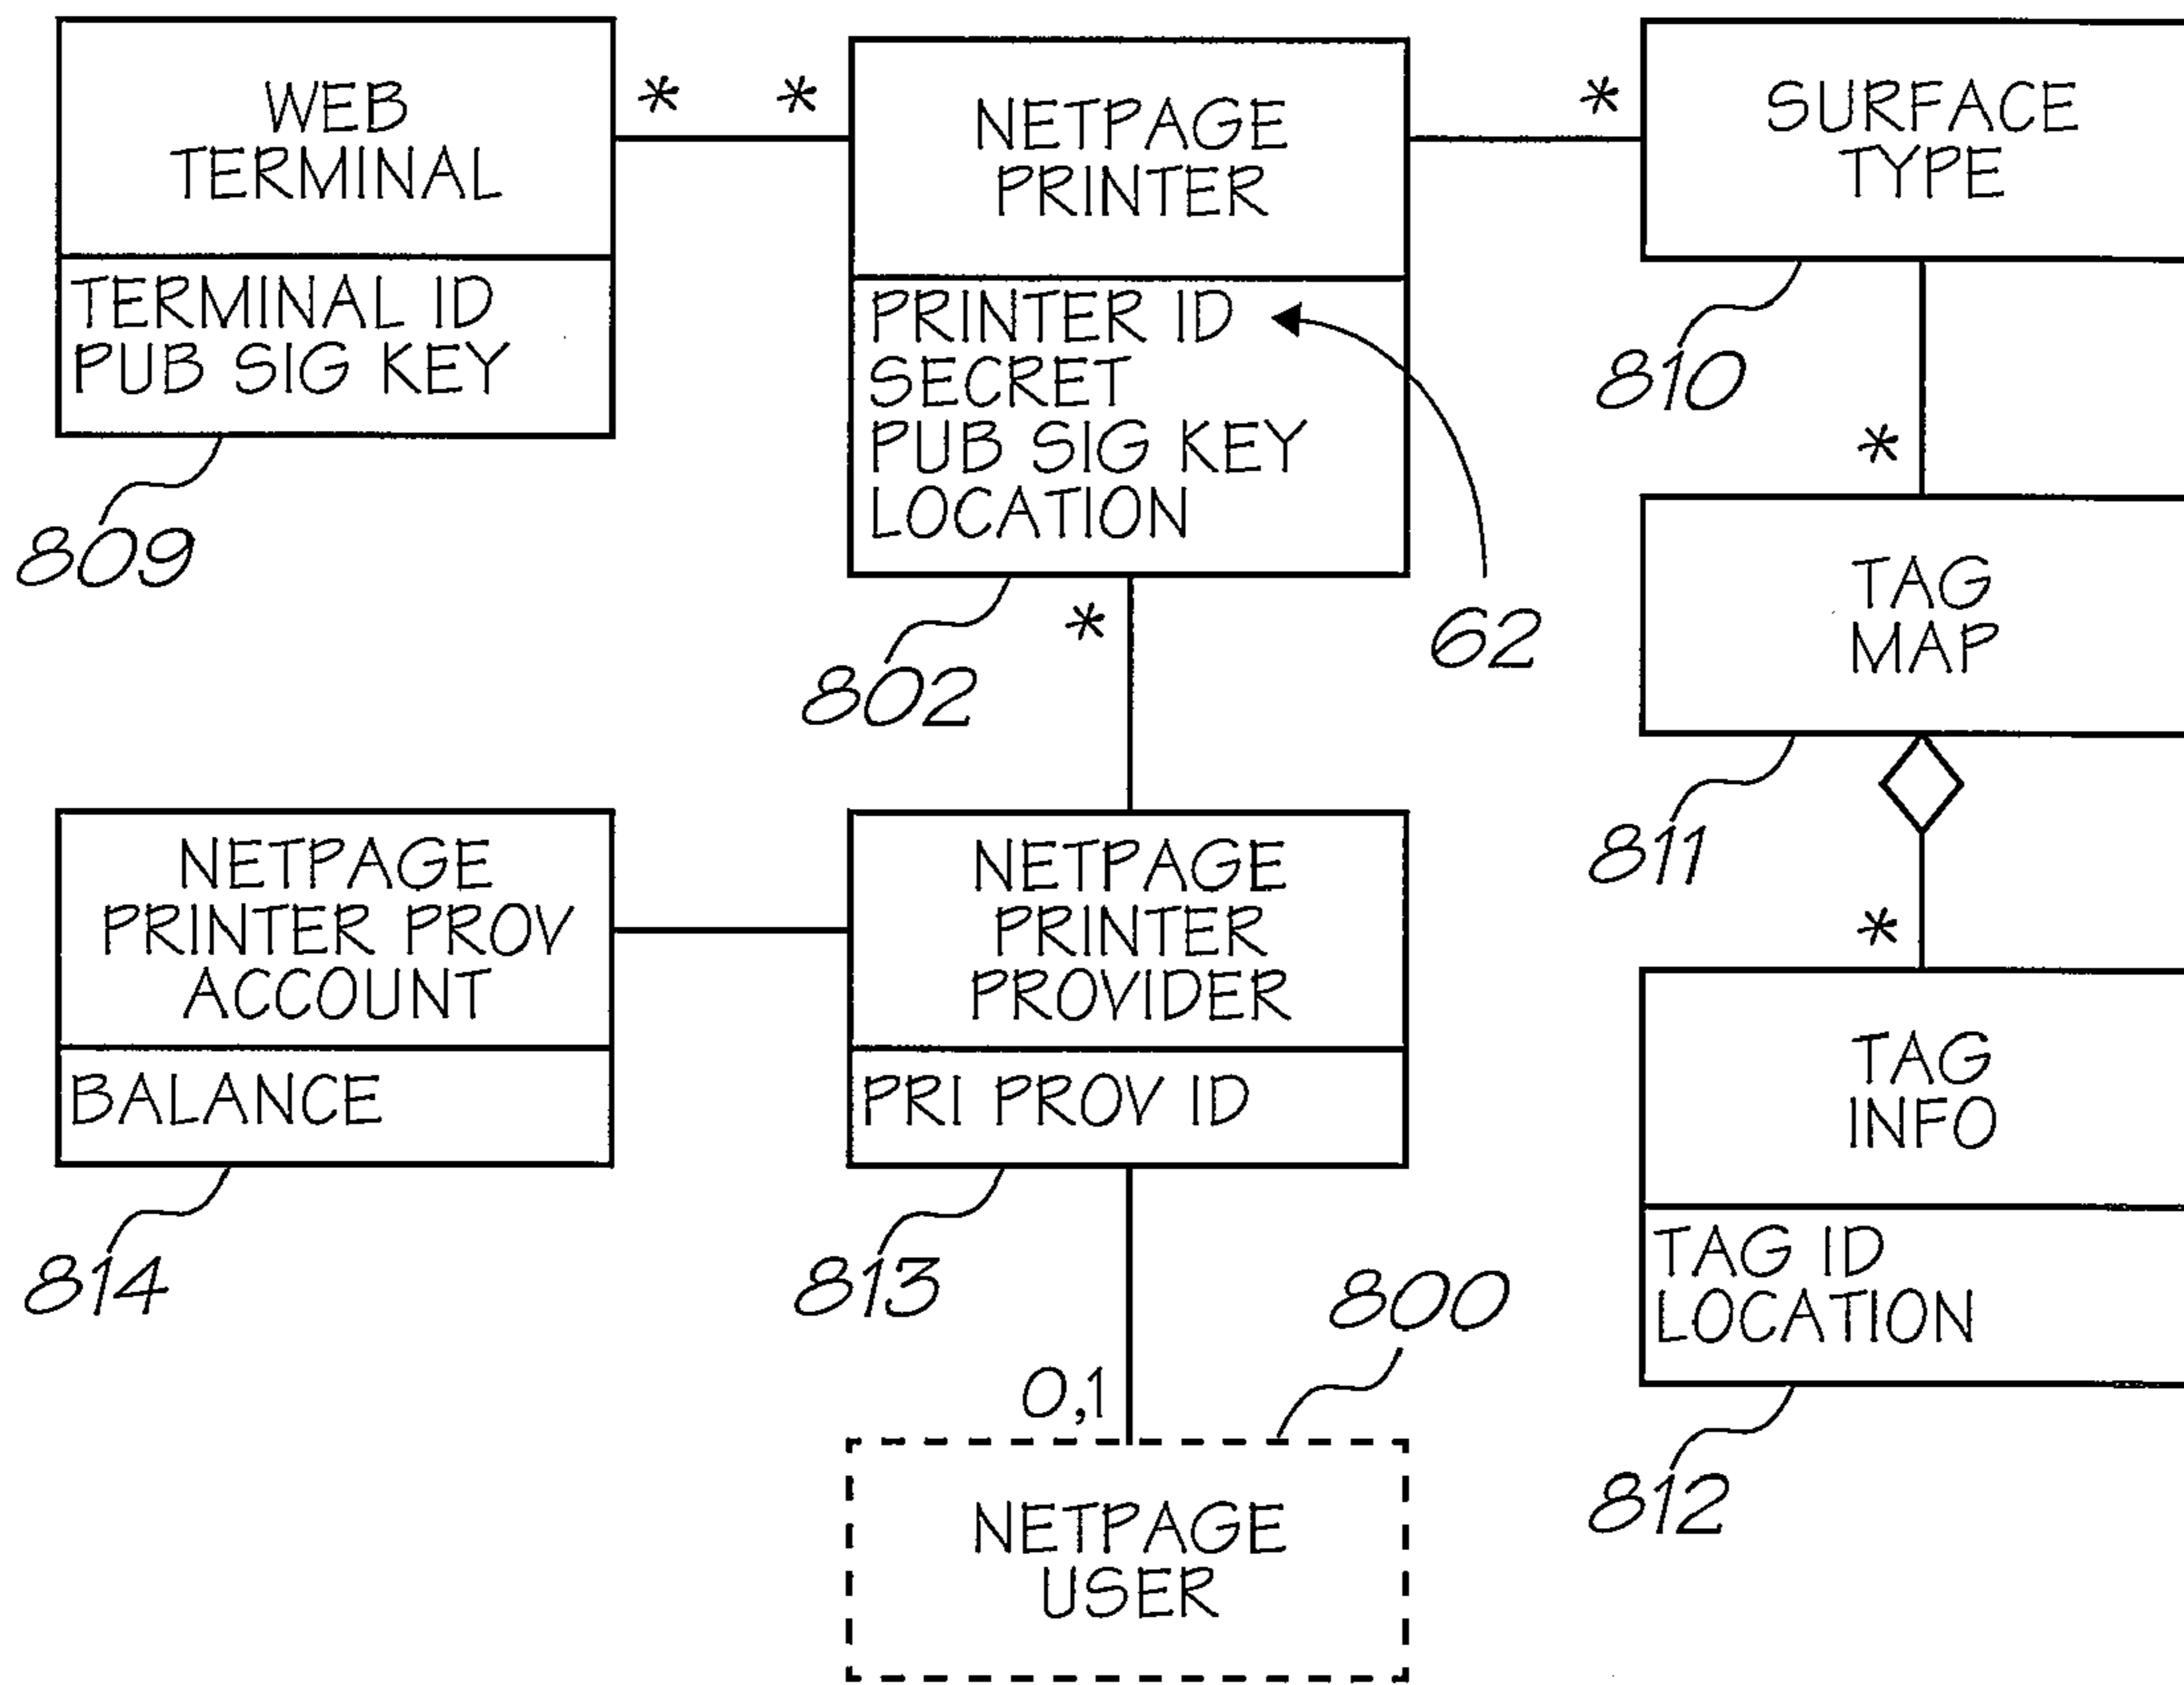 WEB
TERMINAL
TERMINAL ID
PUB SIG KEY
809
*
*
NETPAGE
PRINTER
PRINTER ID
SECRET
PUB SIG KEY
LOCATION
802
62
*
*
SURFACE
TYPE
810
*
TAG
MAP
811
*
TAG
INFO
TAG ID
LOCATION
812
NETPAGE
PRINTER PROV
ACCOUNT
BALANCE
814
NETPAGE
PRINTER
PROVIDER
PRI PROV ID
813
800
0,1
NETPAGE
USER